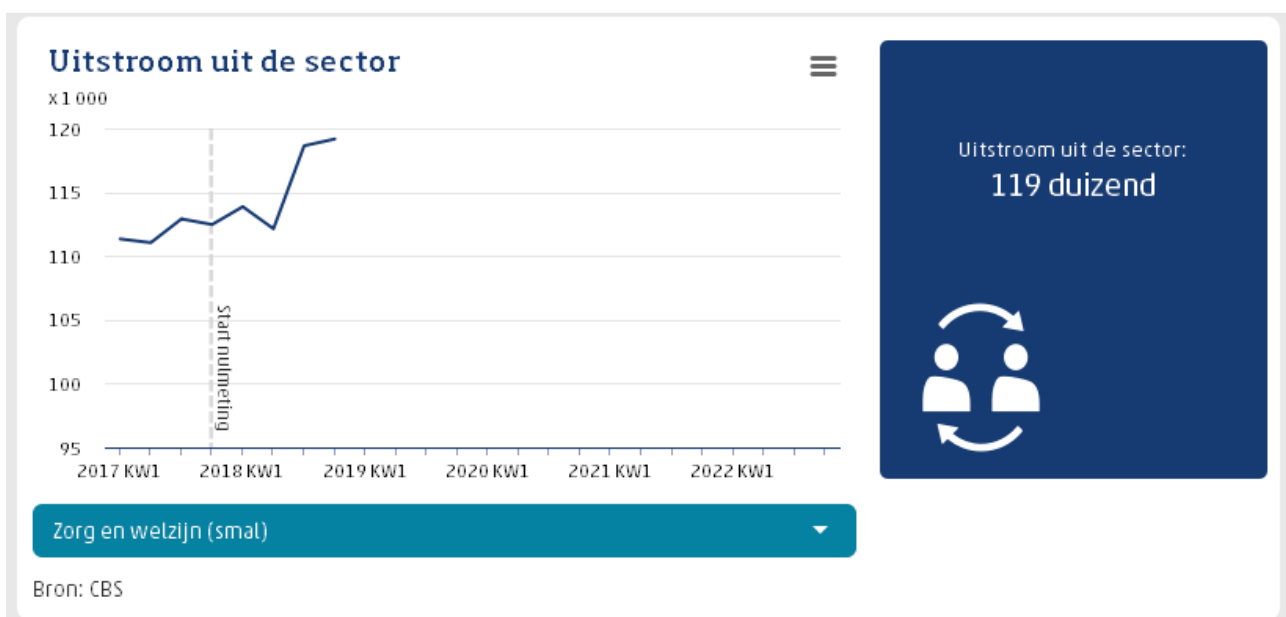 Uitstroom uit de sector
x 1 000
120
115
110
105
100
95
Start nulmeting
2017 KW1 2018 KW1 2019 KW1 2020 KW1 2021 KW1 2022 KW1
Zorg en welzijn (smal)
Bron: CBS
Uitstroom uit de sector:
119 duizend